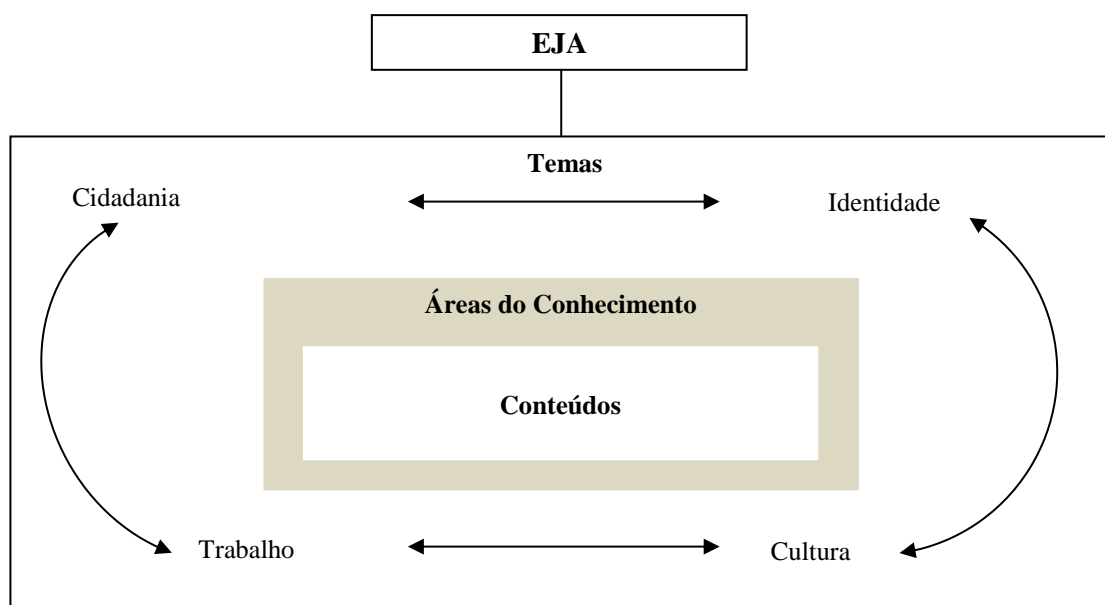 EJA
Temas
Cidadania
Identidade
Áreas do Conhecimento
Conteúdos
Trabalho
Cultura